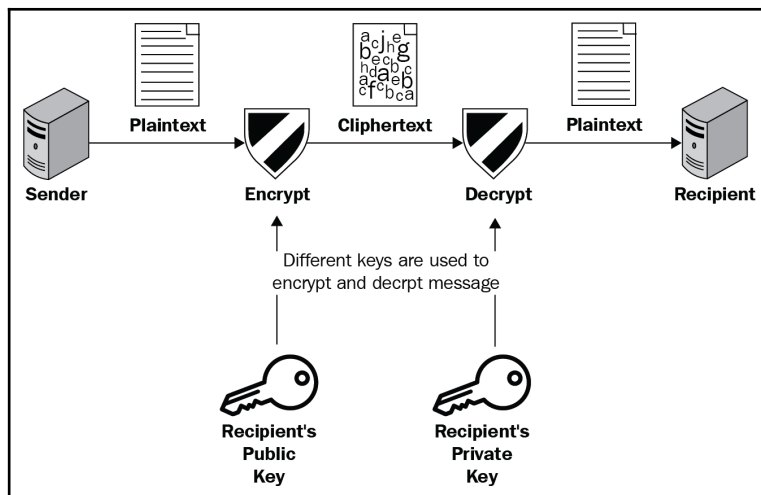 Plaintext
Cliphertext
Plaintext
Sender
Encrypt
Decrypt
Recipient
Different keys are used to
encrypt and decrpt message
Recipient's
Public
Key
Recipient's
Private
Key